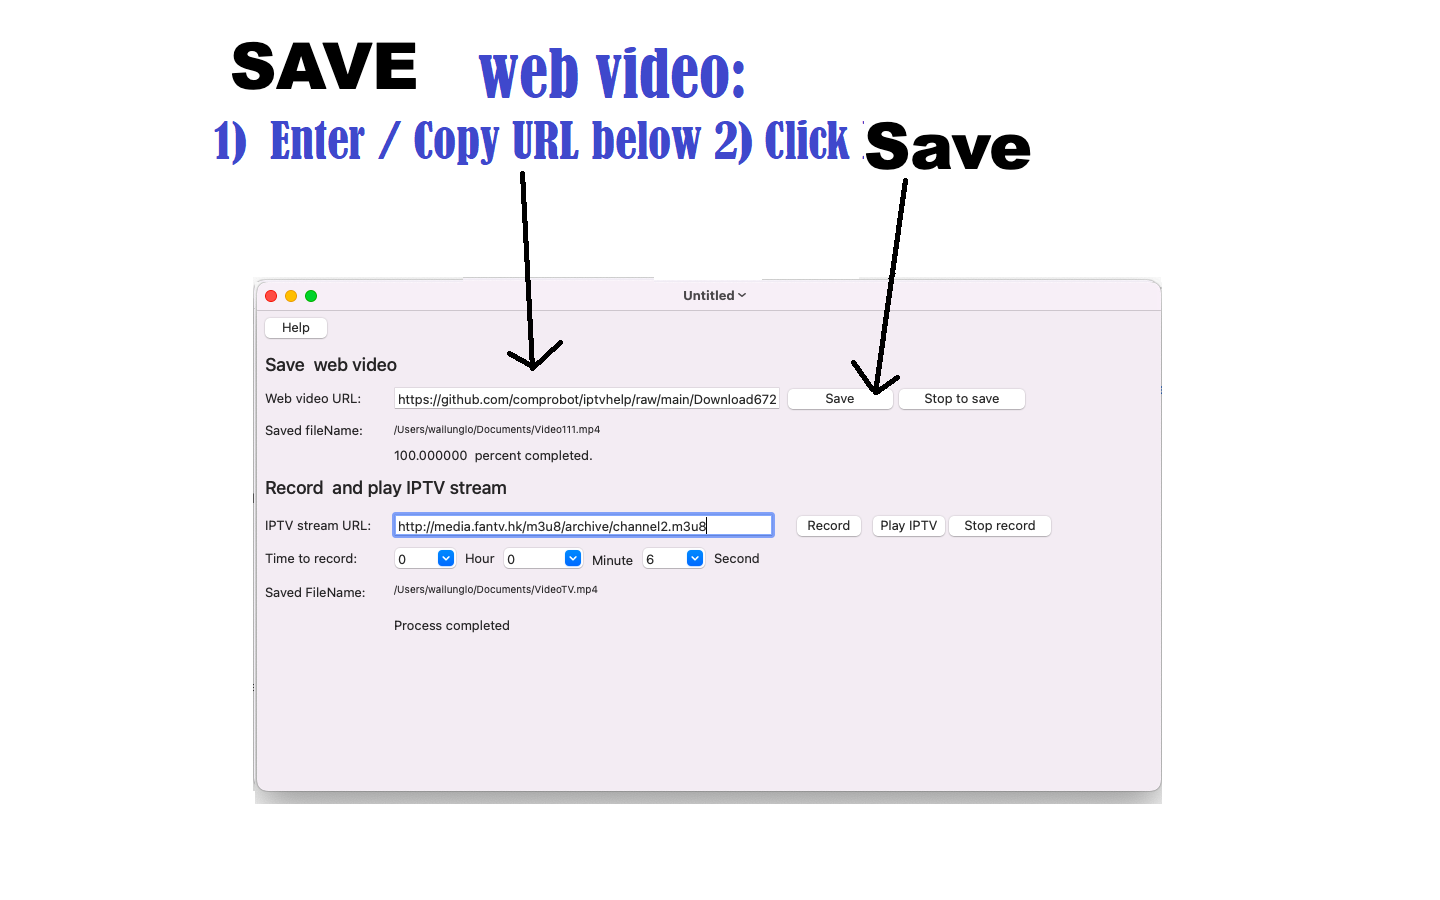 SAVE web video:
1) Enter / Copy URL below 2) Click Save
Untitled
Help
Save web video
Web video URL: https://github.com/comprobot/iptvhelp/raw/main/Download672 Save Stop to save
Saved fileName: /Users/wailunglo/Documents/Video111.mp4
100.000000 percent completed.
Record and play IPTV stream
IPTV stream URL: http://media.fantv.hk/m3u8/archive/channel2.m3u8 Record Play IPTV Stop record
Time to record: 0 Hour 0 Minute 6 Second
Saved FileName: /Users/wailunglo/Documents/VideoTV.mp4
Process completed